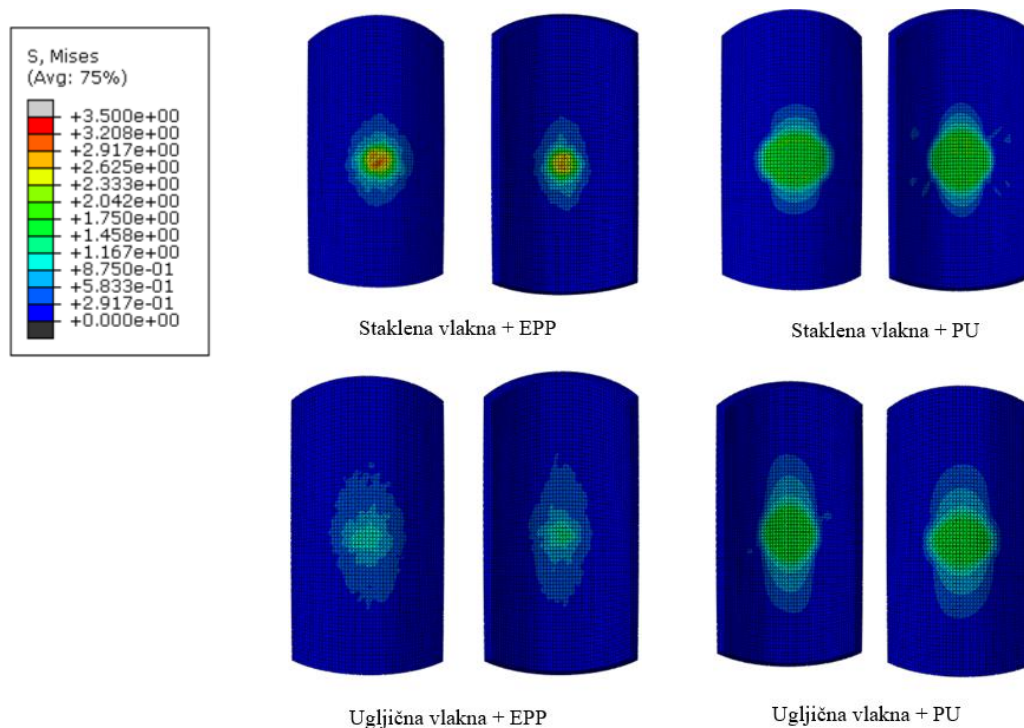 S, Mises
(Avg: 75%)
+3.500e+00
+3.208e+00
+2.917e+00
+2.625e+00
+2.333e+00
+2.042e+00
+1.750e+00
+1.458e+00
+1.167e+00
+8.750e-01
+5.833e-01
+2.917e-01
+0.000e+00
Staklena vlakna + EPP
Staklena vlakna + PU
Ugljična vlakna + EPP
Ugljična vlakna + PU